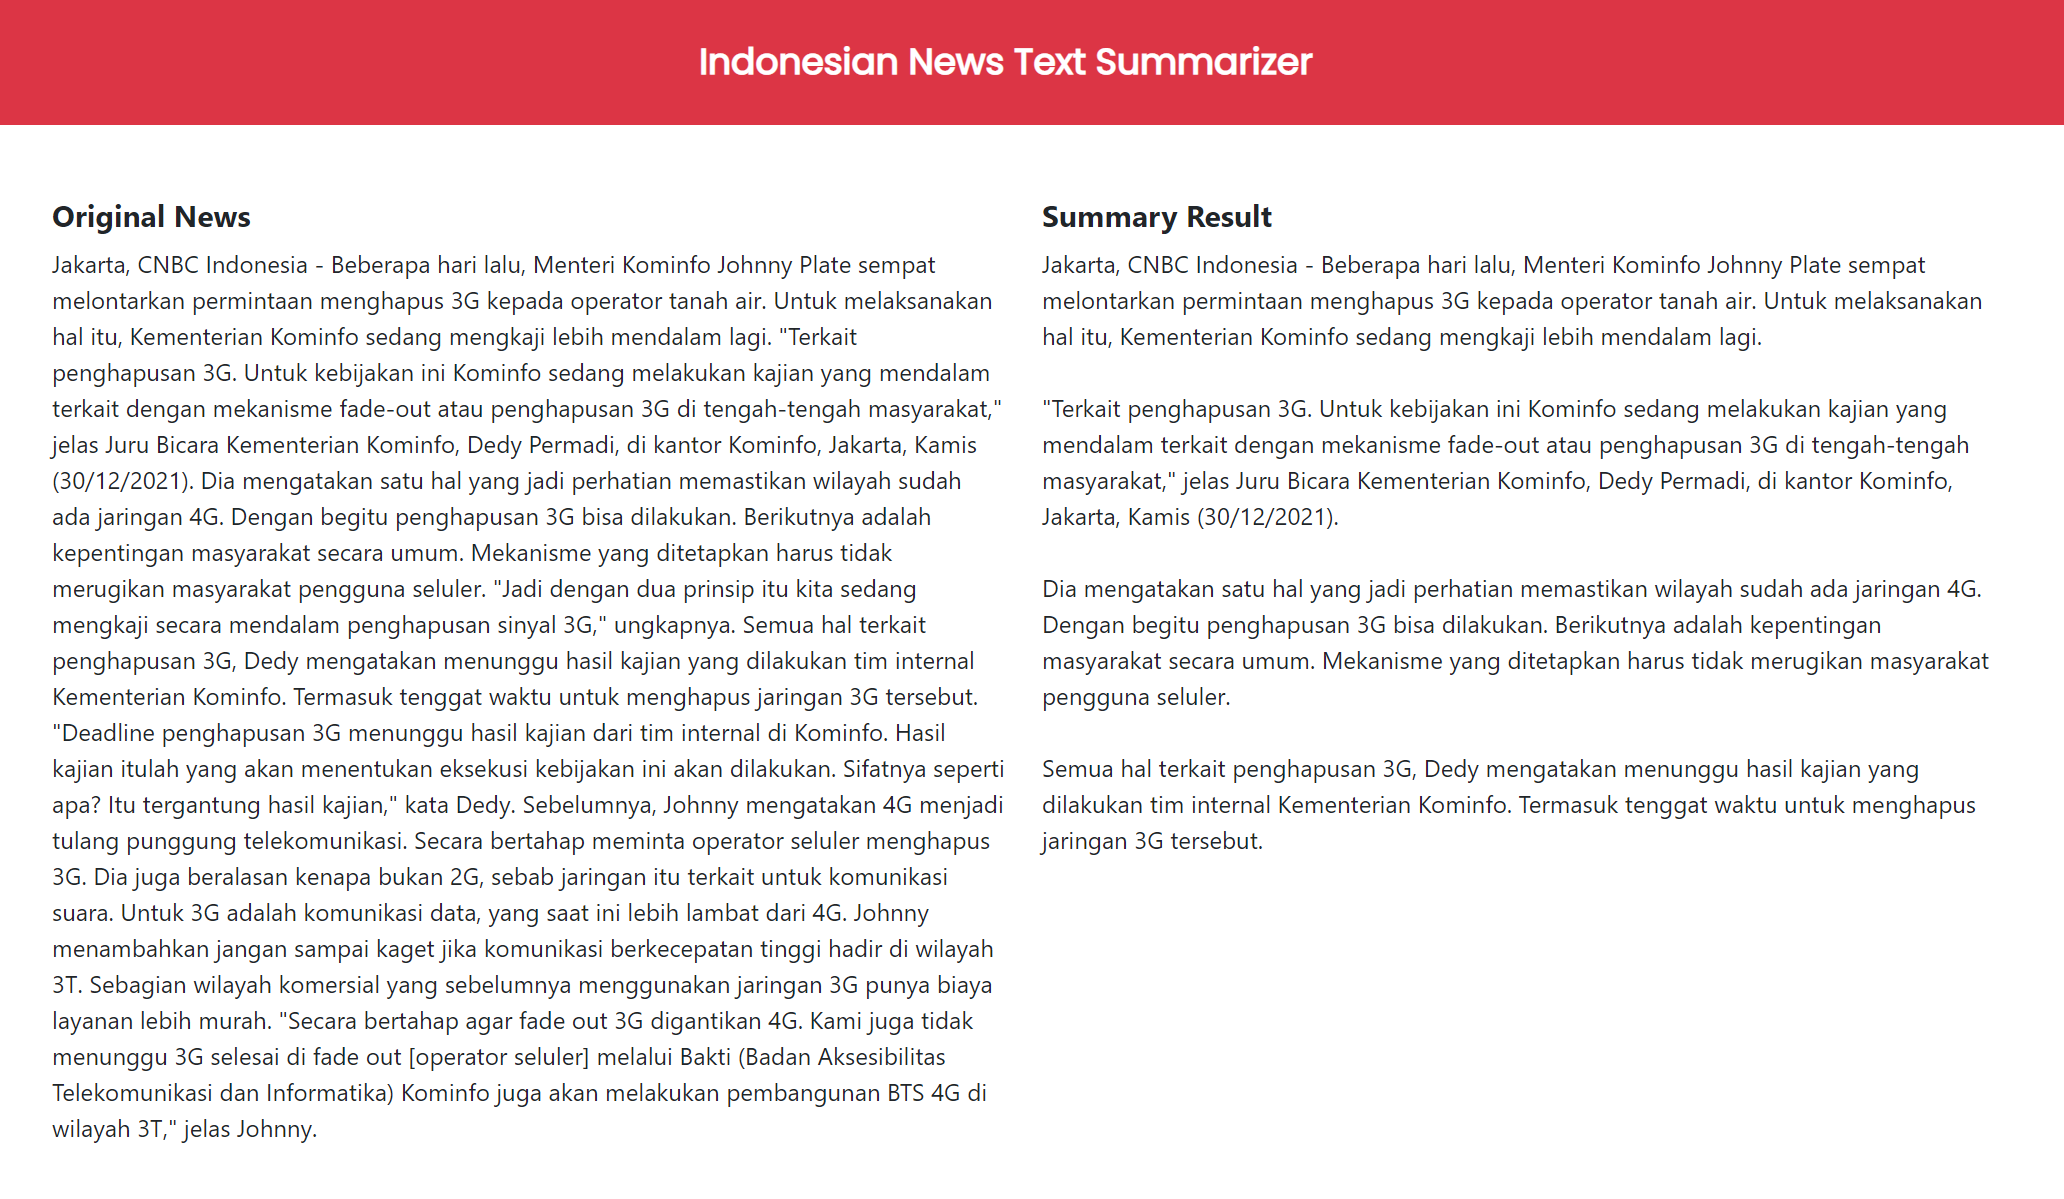 Indonesian News Text Summarizer
Original News
Jakarta, CNBC Indonesia - Beberapa hari lalu, Menteri Kominfo Johnny Plate sempat
melontarkan permintaan menghapus 3G kepada operator tanah air. Untuk melaksanakan
hal itu, Kementerian Kominfo sedang mengkaji lebih mendalam lagi. "Terkait
penghapusan 3G. Untuk kebijakan ini Kominfo sedang melakukan kajian yang mendalam
terkait dengan mekanisme fade-out atau penghapusan 3G di tengah-tengah masyarakat,"
jelas Juru Bicara Kementerian Kominfo, Dedy Permadi, di kantor Kominfo, Jakarta, Kamis
(30/12/2021). Dia mengatakan satu hal yang jadi perhatian memastikan wilayah sudah
ada jaringan 4G. Dengan begitu penghapusan 3G bisa dilakukan. Berikutnya adalah
kepentingan masyarakat secara umum. Mekanisme yang ditetapkan harus tidak
merugikan masyarakat pengguna seluler. "Jadi dengan dua prinsip itu kita sedang
mengkaji secara mendalam penghapusan sinyal 3G," ungkapnya. Semua hal terkait
penghapusan 3G, Dedy mengatakan menunggu hasil kajian yang dilakukan tim internal
Kementerian Kominfo. Termasuk tenggat waktu untuk menghapus jaringan 3G tersebut.
"Deadline penghapusan 3G menunggu hasil kajian dari tim internal di Kominfo. Hasil
kajian itulah yang akan menentukan eksekusi kebijakan ini akan dilakukan. Sifatnya seperti
apa? Itu tergantung hasil kajian," kata Dedy. Sebelumnya, Johnny mengatakan 4G menjadi
tulang punggung telekomunikasi. Secara bertahap meminta operator seluler menghapus
3G. Dia juga beralasan kenapa bukan 2G, sebab jaringan itu terkait untuk komunikasi
suara. Untuk 3G adalah komunikasi data, yang saat ini lebih lambat dari 4G. Johnny
menambahkan jangan sampai kaget jika komunikasi berkecepatan tinggi hadir di wilayah
3T. Sebagian wilayah komersial yang sebelumnya menggunakan jaringan 3G punya biaya
layanan lebih murah. "Secara bertahap agar fade out 3G digantikan 4G. Kami juga tidak
menunggu 3G selesai di fade out [operator seluler] melalui Bakti (Badan Aksesibilitas
Telekomunikasi dan Informatika) Kominfo juga akan melakukan pembangunan BTS 4G di
wilayah 3T," jelas Johnny.
Summary Result
Jakarta, CNBC Indonesia - Beberapa hari lalu, Menteri Kominfo Johnny Plate sempat
melontarkan permintaan menghapus 3G kepada operator tanah air. Untuk melaksanakan
hal itu, Kementerian Kominfo sedang mengkaji lebih mendalam lagi.
"Terkait penghapusan 3G. Untuk kebijakan ini Kominfo sedang melakukan kajian yang
mendalam terkait dengan mekanisme fade-out atau penghapusan 3G di tengah-tengah
masyarakat," jelas Juru Bicara Kementerian Kominfo, Dedy Permadi, di kantor Kominfo,
Jakarta, Kamis (30/12/2021).
Dia mengatakan satu hal yang jadi perhatian memastikan wilayah sudah ada jaringan 4G.
Dengan begitu penghapusan 3G bisa dilakukan. Berikutnya adalah kepentingan
masyarakat secara umum. Mekanisme yang ditetapkan harus tidak merugikan masyarakat
pengguna seluler.
Semua hal terkait penghapusan 3G, Dedy mengatakan menunggu hasil kajian yang
dilakukan tim internal Kementerian Kominfo. Termasuk tenggat waktu untuk menghapus
jaringan 3G tersebut.